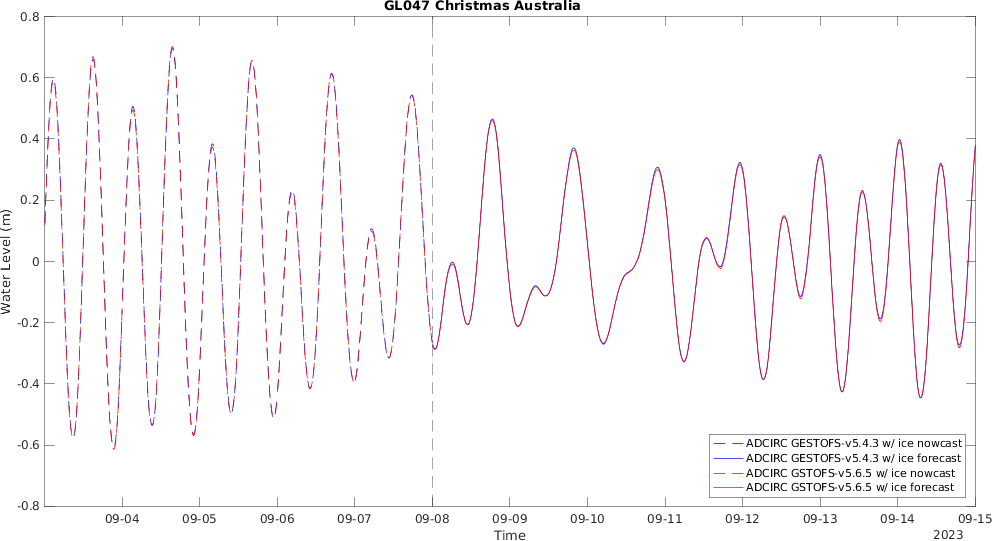 GL047 Christmas Australia
0.8
0.6
0.4
0.2
0
-0.2
-0.4
-0.6
-0.8
Water Level (m)
ADCIRC GESTOFS-v5.4.3 w/ ice nowcast
ADCIRC GESTOFS-v5.4.3 w/ ice forecast
ADCIRC GSTOFS-v5.6.5 w/ ice nowcast
ADCIRC GSTOFS-v5.6.5 w/ ice forecast
09-04 09-05 09-06 09-07 09-08 09-09 09-10 09-11 09-12 09-13 09-14 09-15
Time
2023